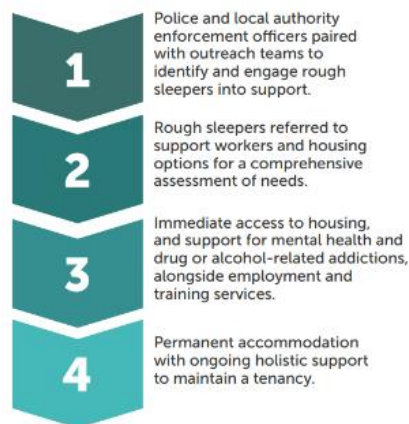 1
Police and local authority
enforcement officers paired
with outreach teams to
identify and engage rough
sleepers into support.
2
Rough sleepers referred to
support workers and housing
options for a comprehensive
assessment of needs.
3
Immediate access to housing,
and support for mental health and
drug or alcohol-related addictions,
alongside employment and
training services.
4
Permanent accommodation
with ongoing holistic support
to maintain a tenancy.